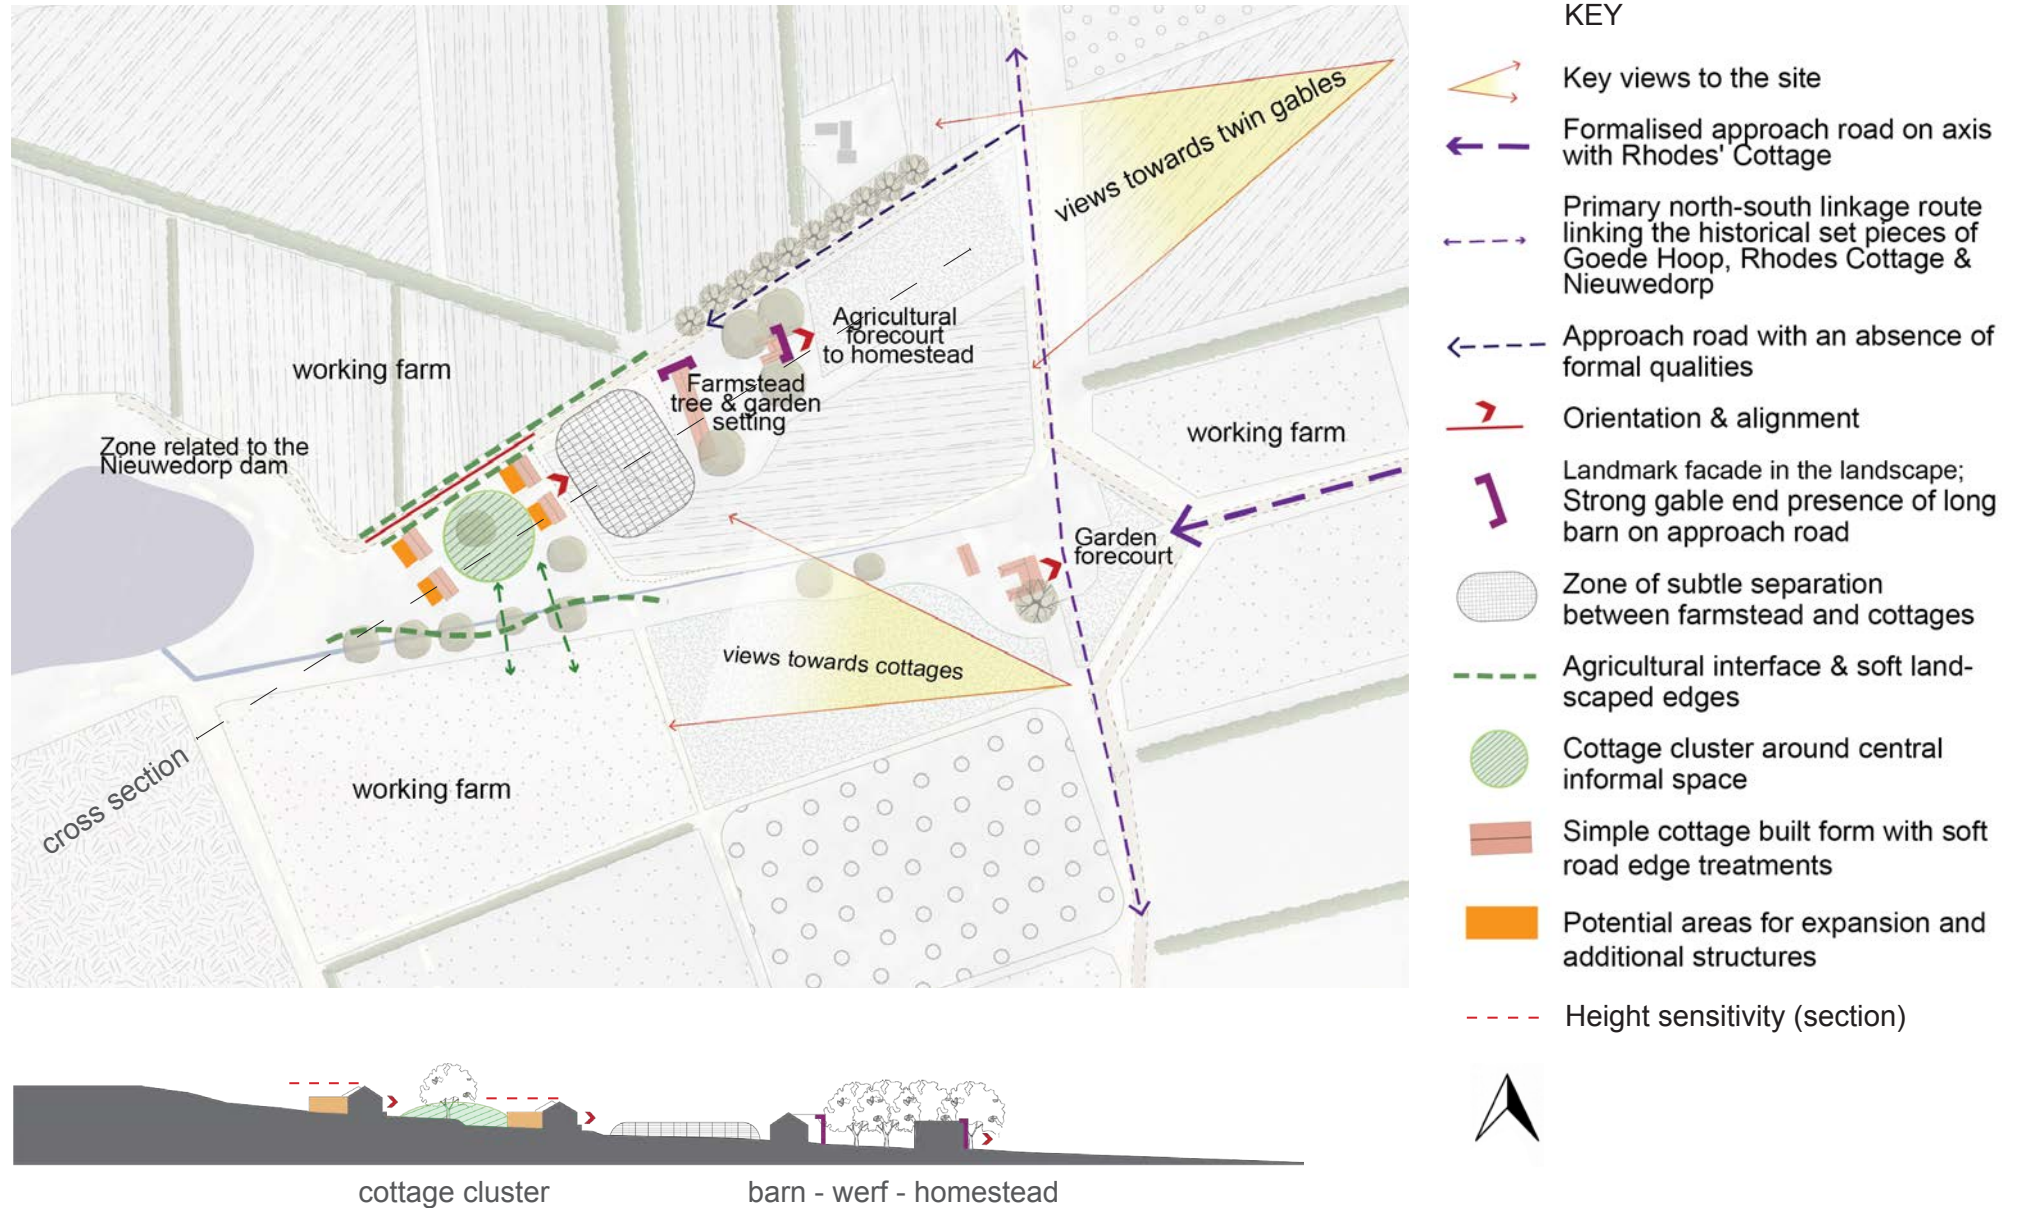 views towards twin gables
Agricultural
forecourt
to homestead
working farm
Farmstead
tree & garden
setting
Zone related to the
Nieuwedorp dam
working farm
Garden
forecourt
views towards cottages
working farm
cross section
KEY
Key views to the site
Formalised approach road on axis
with Rhodes' Cottage
Primary north-south linkage route
linking the historical set pieces of
Goede Hoop, Rhodes Cottage &
Nieuwedorp
Approach road with an absence of
formal qualities
Orientation & alignment
Landmark facade in the landscape;
Strong gable end presence of long
barn on approach road
Zone of subtle separation
between farmstead and cottages
Agricultural interface & soft land-
scaped edges
Cottage cluster around central
informal space
Simple cottage built form with soft
road edge treatments
Potential areas for expansion and
additional structures
Height sensitivity (section)
cottage cluster
barn - werf - homestead